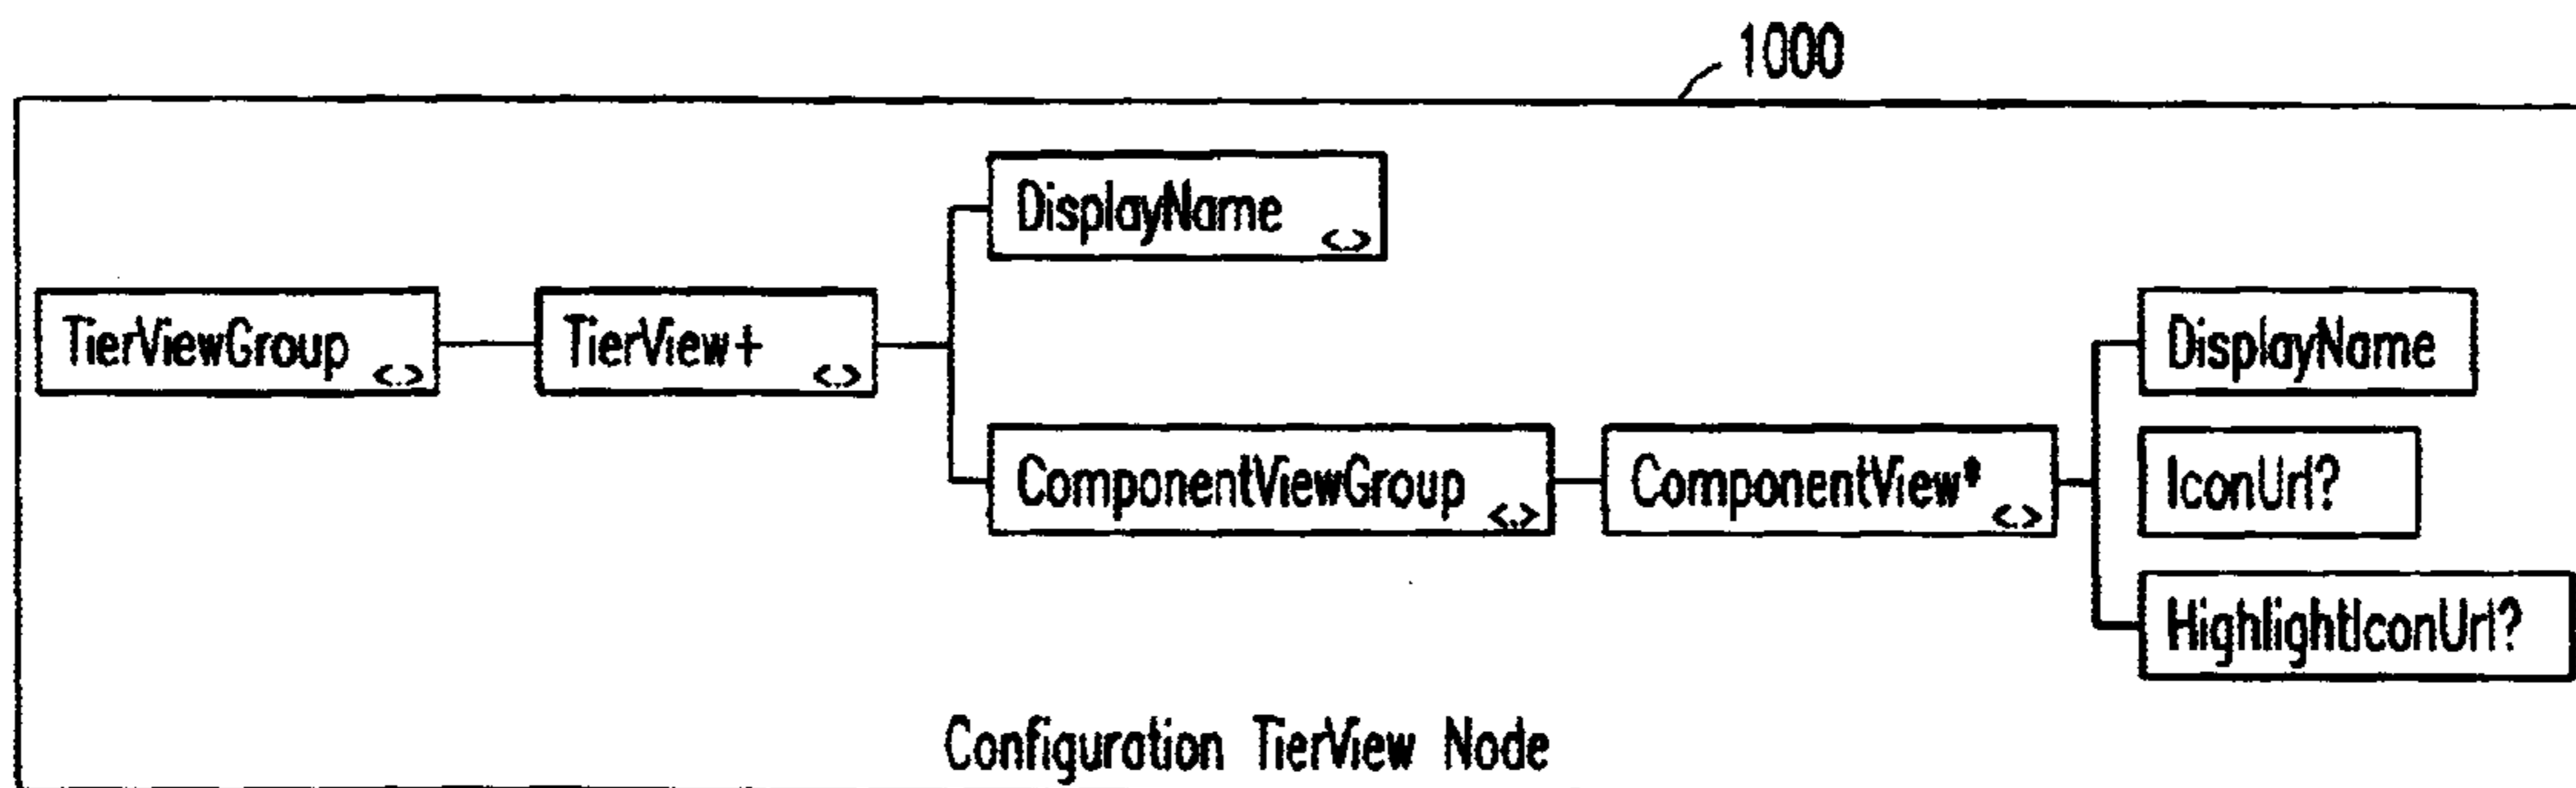 1000
DisplayName <.>
TierViewGroup <.>
TierView+ <.>
DisplayName
ComponentViewGroup <.>
ComponentView* <.>
IconUrl?
HighlightIconUrl?
Configuration TierView Node